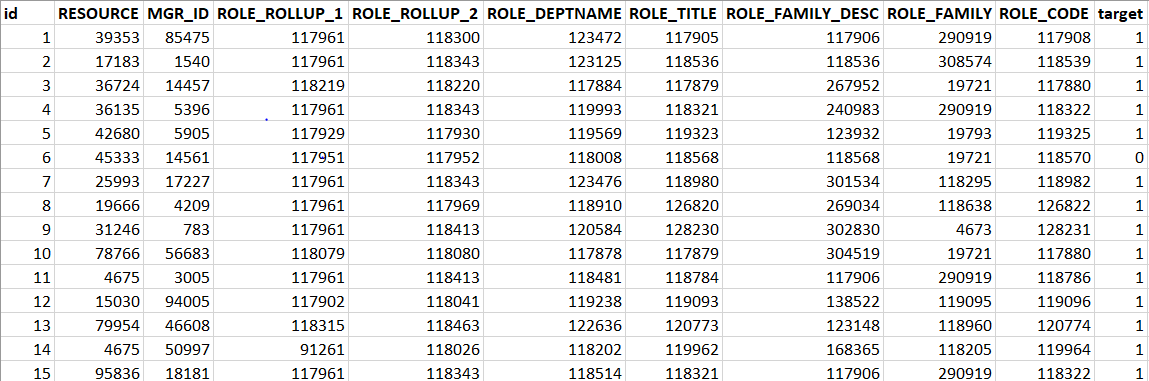 id RESOURCE MGR_ID ROLE_ROLLUP_1 ROLE_ROLLUP_2 ROLE_DEPTNAME ROLE_TITLE ROLE_FAMILY_DESC ROLE_FAMILY ROLE_CODE target
1 39353 85475 117961 118300 123472 117905 117906 290919 117908 1
2 17183 1540 117961 118343 123125 118536 118536 308574 118539 1
3 36724 14457 118219 118220 117884 117879 267952 19721 117880 1
4 36135 5396 117961 118343 119993 118321 240983 290919 118322 1
5 42680 5905 117929 117930 119569 119323 123932 19793 119325 1
6 45333 14561 117951 117952 118008 118568 118568 19721 118570 0
7 25993 17227 117961 118343 123476 118980 301534 118295 118982 1
8 19666 4209 117961 117969 118910 126820 269034 118638 126822 1
9 31246 783 117961 118413 120584 128230 302830 4673 128231 1
10 78766 56683 118079 118080 117878 117879 304519 19721 117880 1
11 4675 3005 117961 118413 118481 118784 117906 290919 118786 1
12 15030 94005 117902 118041 119238 119093 138522 119095 119096 1
13 79954 46608 118315 118463 122636 120773 123148 118960 120774 1
14 4675 50997 91261 118026 118202 119962 168365 118205 119964 1
15 95836 18181 117961 118343 118514 118321 117906 290919 118322 1